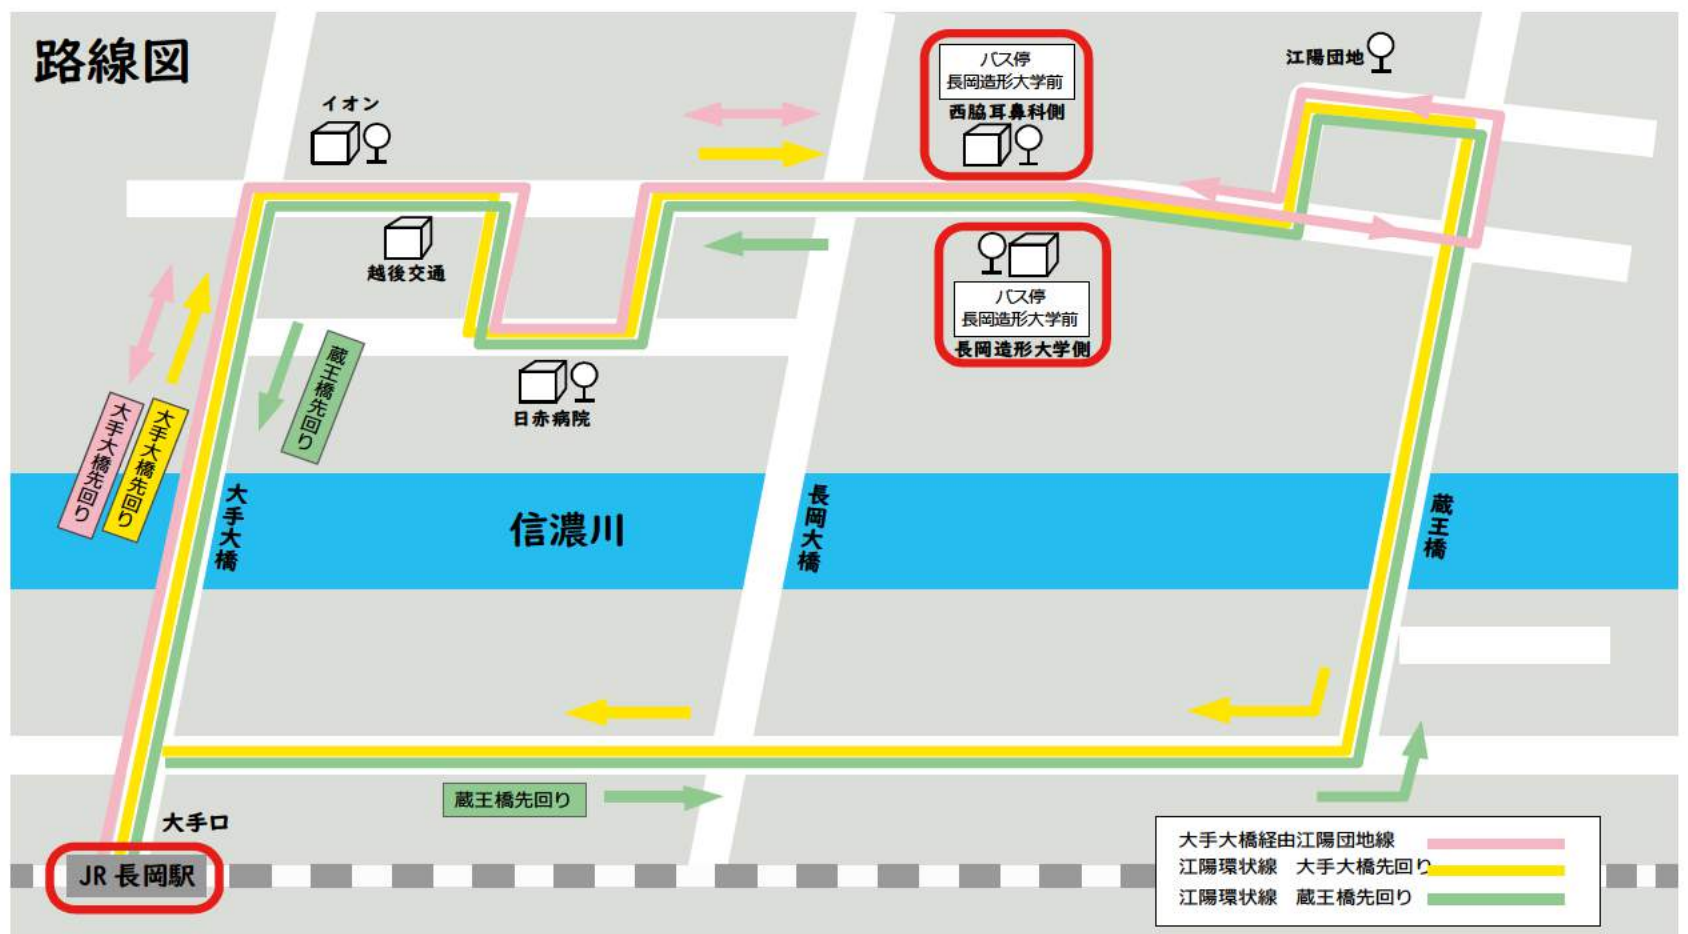 路線図
イオン
バス停
長岡造形大学前
西脇耳鼻科側
江陽団地
越後交通
バス停
長岡造形大学前
長岡造形大学側
蔵王橋先回り
日赤病院
大手大橋先回り
大手大橋先回り
大手大橋
信濃川
長岡大橋
蔵王橋
蔵王橋先回り
大手口
JR 長岡駅
大手大橋経由江陽団地線
江陽環状線 大手大橋先回り
江陽環状線 蔵王橋先回り